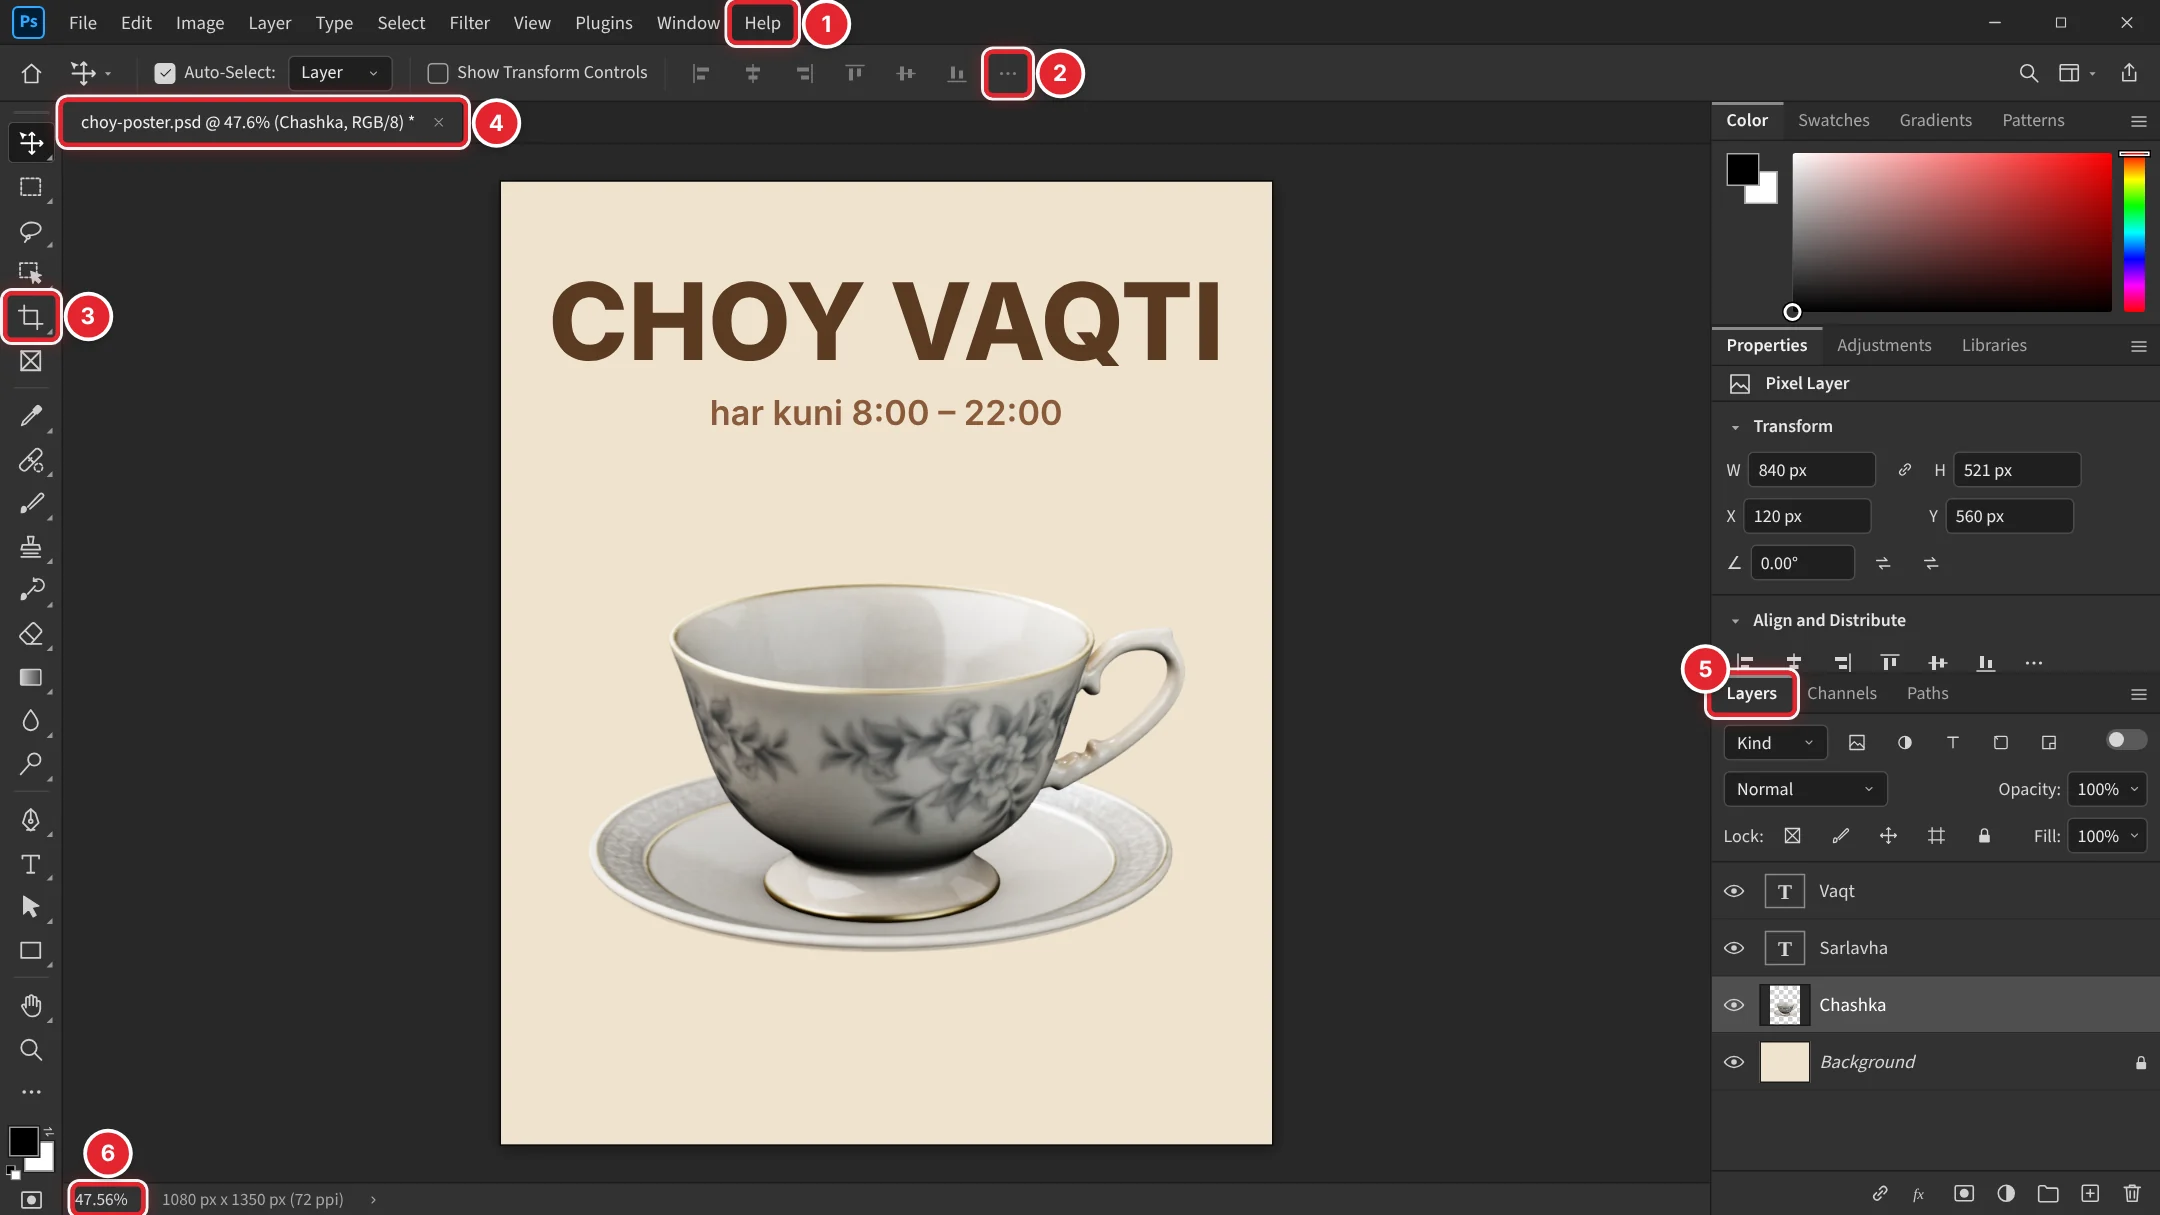 Ps File Edit Image Layer Type Select Filter View Plugins Window Help 1
Auto-Select: Layer Show Transform Controls 2
choy-poster.psd @ 47.6% (Chashka, RGB/8) * × 4
3
CHOY VAQTI
har kuni 8:00 – 22:00
Color Swatches Gradients Patterns
Properties Adjustments Libraries
Pixel Layer
Transform
W 840 px H 521 px
X 120 px Y 560 px
0.00°
Align and Distribute
5
Layers Channels Paths
Kind
Normal Opacity: 100%
Lock: Fill: 100%
T Vaqt
T Sarlavha
Chashka
Background
fx
6
47.56% 1080 px x 1350 px (72 ppi)